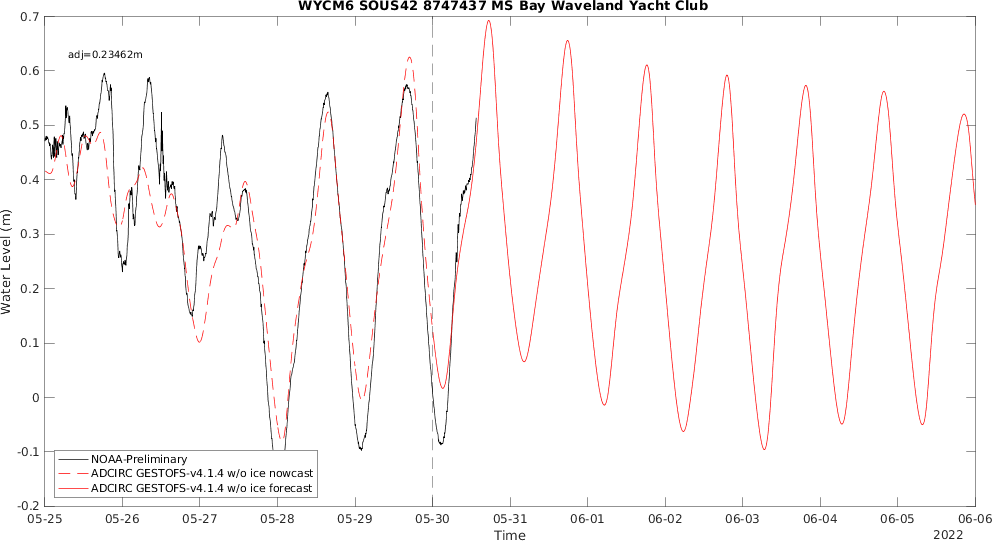 WYCM6 SOUS42 8747437 MS Bay Waveland Yacht Club
adj=0.23462m
0.7
0.6
0.5
0.4
0.3
0.2
0.1
0
-0.1
-0.2
Water Level (m)
NOAA-Preliminary
ADCIRC GESTOFS-v4.1.4 w/o ice nowcast
ADCIRC GESTOFS-v4.1.4 w/o ice forecast
05-25 05-26 05-27 05-28 05-29 05-30 05-31 06-01 06-02 06-03 06-04 06-05 06-06
Time
2022